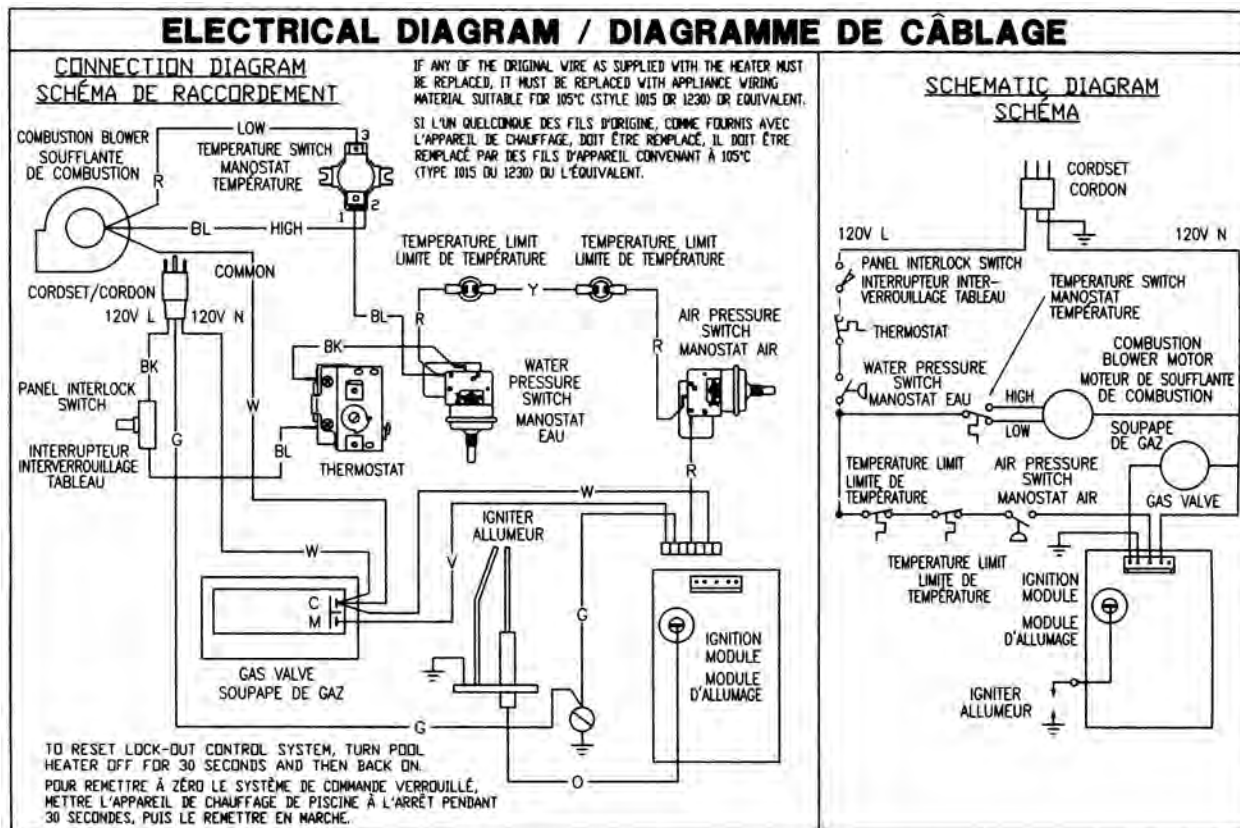 ELECTRICAL DIAGRAM / DIAGRAMME DE CÂBLAGE
CONNECTION DIAGRAM
SCHÉMA DE RACCORDEMENT
IF ANY OF THE ORIGINAL WIRE AS SUPPLIED WITH THE HEATER MUST
BE REPLACED, IT MUST BE REPLACED WITH APPLIANCE WIRING
MATERIAL SUITABLE FOR 105°C (STYLE 1015 OR 1230) OR EQUIVALENT.
SI L'UN QUELCONQUE DES FILS D'ORIGINE, COMME FOURNIS AVEC
L'APPAREIL DE CHAUFFAGE, DOIT ÊTRE REMPLACÉ, IL DOIT ÊTRE
REMPLACÉ PAR DES FILS D'APPAREIL CONVENANT À 105°C
(TYPE 1015 OU 1230) OU L'ÉQUIVALENT.
COMBUSTION BLOWER
SOUFFLANTE
DE COMBUSTION
LOW
3
TEMPERATURE SWITCH
MANOSTAT
TEMPÉRATURE
R
1
2
BL
HIGH
COMMON
CORDSET/CORDON
120V L
120V N
TEMPERATURE LIMIT
LIMITE DE TEMPÉRATURE
TEMPERATURE LIMIT
LIMITE DE TEMPÉRATURE
Y
BL
R
R
AIR PRESSURE
SWITCH
MANOSTAT AIR
BK
BK
WATER
PRESSURE
SWITCH
MANOSTAT
EAU
PANEL INTERLOCK
SWITCH
INTERRUPTEUR
INTERVERROUILLAGE
TABLEAU
G
W
BL
THERMOSTAT
R
W
IGNITER
ALLUMEUR
W
V
G
C
M
GAS VALVE
SOUPAPE DE GAZ
IGNITION
MODULE
MODULE
D'ALLUMAGE
G
O
TO RESET LOCK-OUT CONTROL SYSTEM, TURN POOL
HEATER OFF FOR 30 SECONDS AND THEN BACK ON.
POUR REMETTRE À ZÉRO LE SYSTÈME DE COMMANDE VERROUILLÉ,
METTRE L'APPAREIL DE CHAUFFAGE DE PISCINE À L'ARRÊT PENDANT
30 SECONDES, PUIS LE REMETTRE EN MARCHE.
SCHEMATIC DIAGRAM
SCHÉMA
CORDSET
CORDON
120V L
120V N
PANEL INTERLOCK SWITCH
INTERRUPTEUR INTER-
VERROUILLAGE TABLEAU
TEMPERATURE SWITCH
MANOSTAT
TEMPÉRATURE
THERMOSTAT
COMBUSTION
BLOWER MOTOR
MOTEUR DE SOUFFLANTE
DE COMBUSTION
WATER PRESSURE
SWITCH
MANOSTAT EAU
HIGH
LOW
SOUPAPE
DE GAZ
GAS VALVE
TEMPERATURE LIMIT
LIMITE DE
TEMPÉRATURE
AIR PRESSURE
SWITCH
MANOSTAT AIR
TEMPERATURE LIMIT
LIMITE DE
TEMPÉRATURE
IGNITION
MODULE
MODULE
D'ALLUMAGE
IGNITER
ALLUMEUR